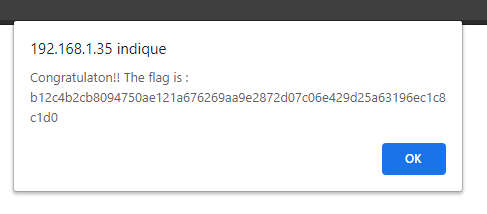 192.168.1.35 indique
Congratulaton!! The flag is :
b12c4b2cb8094750ae121a676269aa9e2872d07c06e429d25a63196ec1c8
c1d0
OK